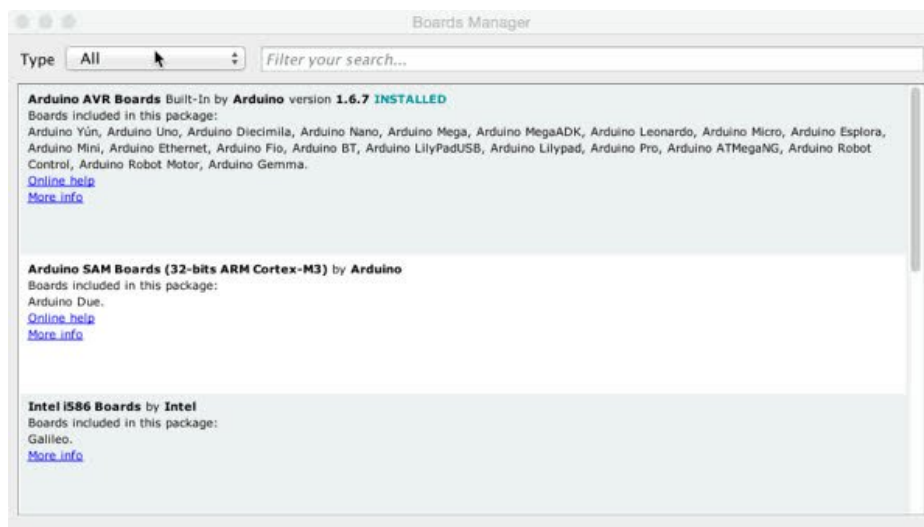 Boards Manager
Type All Filter your search...
Arduino AVR Boards Built-In by Arduino version 1.6.7 INSTALLED
Boards included in this package:
Arduino Yún, Arduino Uno, Arduino Diecimila, Arduino Nano, Arduino Mega, Arduino MegaADK, Arduino Leonardo, Arduino Micro, Arduino Esplora,
Arduino Mini, Arduino Ethernet, Arduino Fio, Arduino BT, Arduino LilyPadUSB, Arduino Lilypad, Arduino Pro, Arduino ATMegaNG, Arduino Robot
Control, Arduino Robot Motor, Arduino Gemma.
Online help
More info
Arduino SAM Boards (32-bits ARM Cortex-M3) by Arduino
Boards included in this package:
Arduino Due.
Online help
More info
Intel i586 Boards by Intel
Boards included in this package:
Galileo.
More info